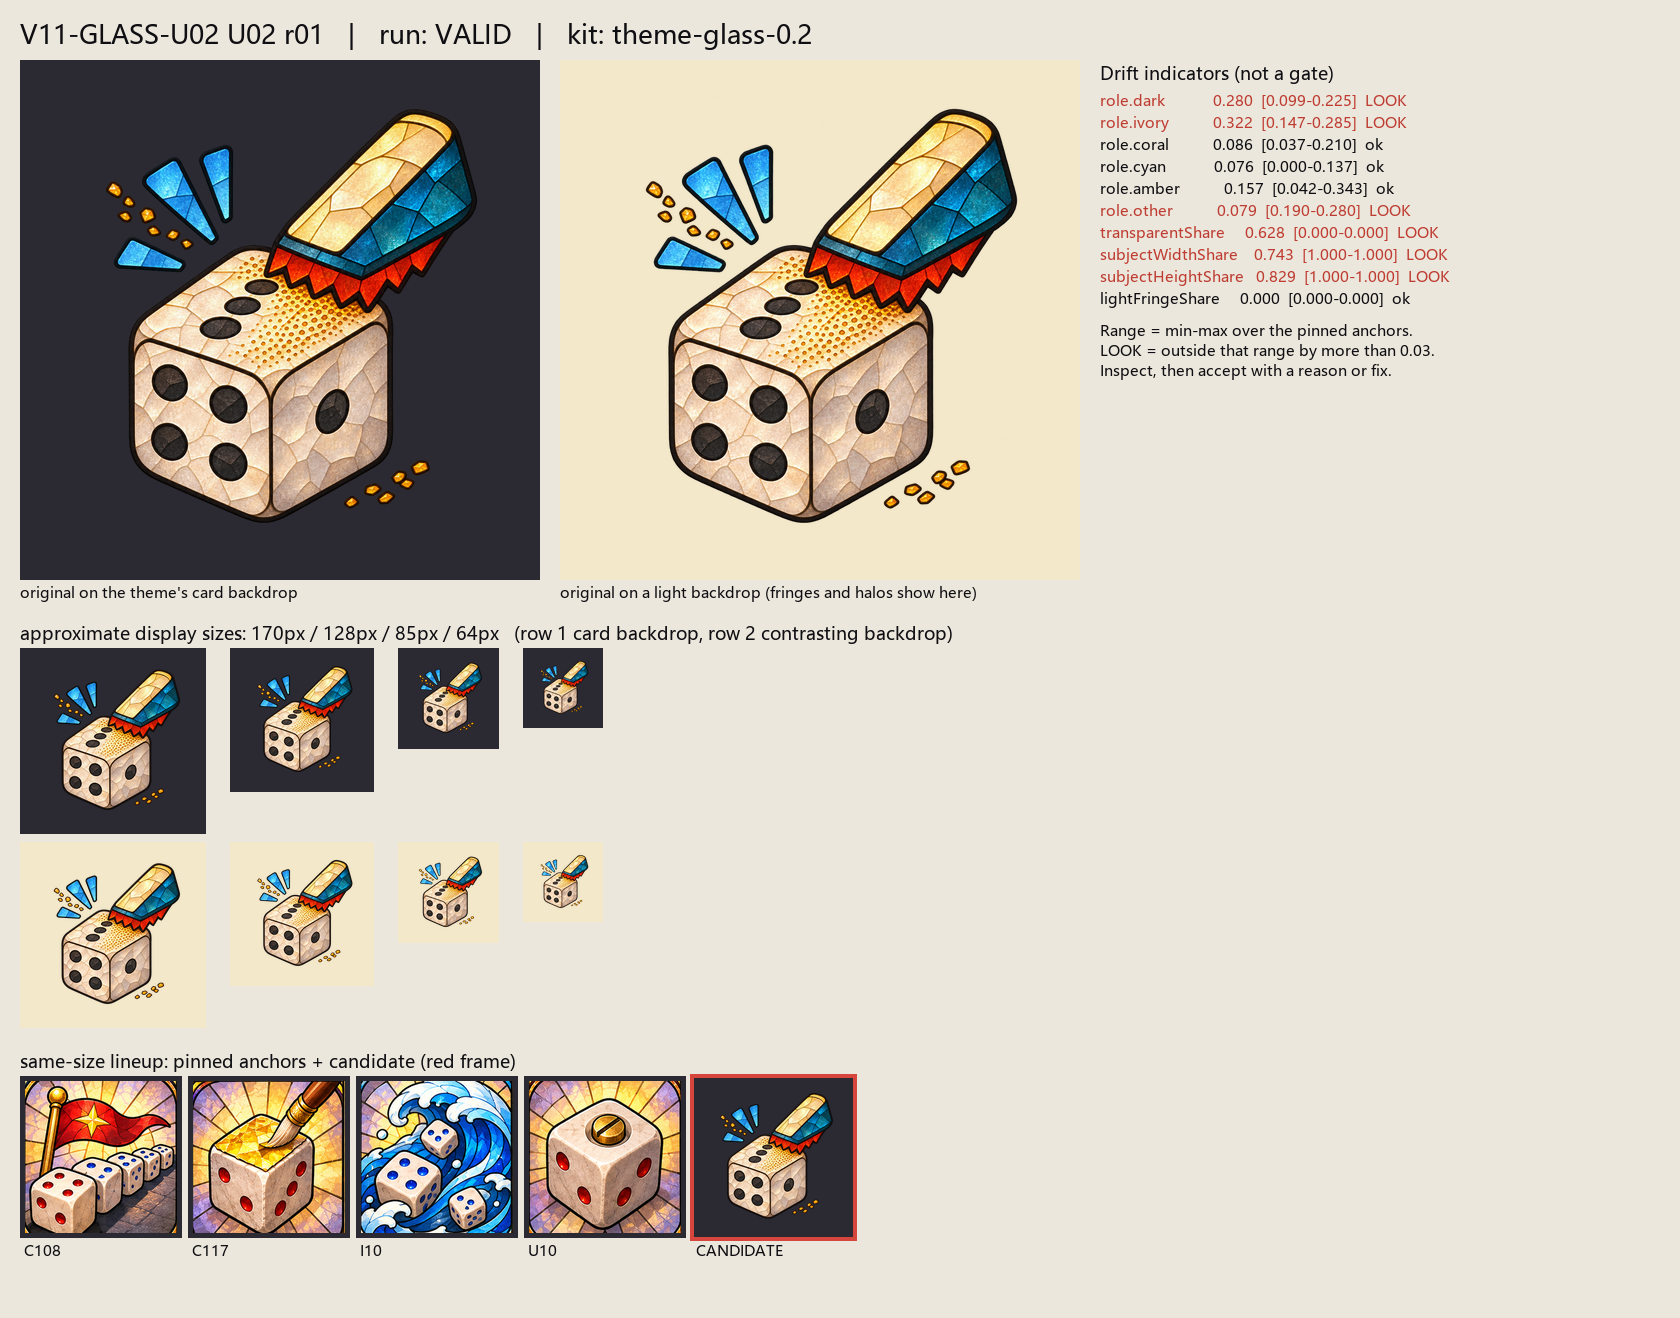 V11-GLASS-U02 U02 r01 | run: VALID | kit: theme-glass-0.2
Drift indicators (not a gate)
role.dark 0.280 [0.099-0.225] LOOK
role.ivory 0.322 [0.147-0.285] LOOK
role.coral 0.086 [0.037-0.210] ok
role.cyan 0.076 [0.000-0.137] ok
role.amber 0.157 [0.042-0.343] ok
role.other 0.079 [0.190-0.280] LOOK
transparentShare 0.628 [0.000-0.000] LOOK
subjectWidthShare 0.743 [1.000-1.000] LOOK
subjectHeightShare 0.829 [1.000-1.000] LOOK
lightFringeShare 0.000 [0.000-0.000] ok
Range = min-max over the pinned anchors.
LOOK = outside that range by more than 0.03.
Inspect, then accept with a reason or fix.
original on the theme's card backdrop
original on a light backdrop (fringes and halos show here)
approximate display sizes: 170px / 128px / 85px / 64px (row 1 card backdrop, row 2 contrasting backdrop)
same-size lineup: pinned anchors + candidate (red frame)
C108
C117
I10
U10
CANDIDATE